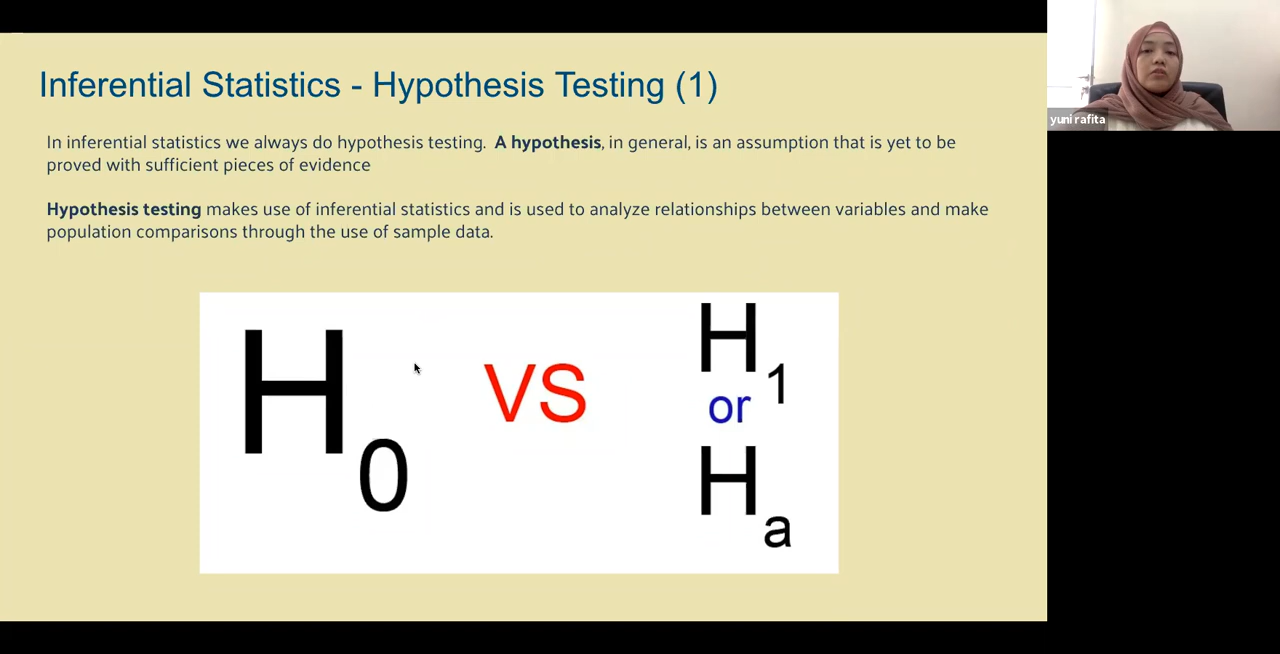 Inferential Statistics - Hypothesis Testing (1)
In inferential statistics we always do hypothesis testing. A hypothesis, in general, is an assumption that is yet to be
proved with sufficient pieces of evidence
Hypothesis testing makes use of inferential statistics and is used to analyze relationships between variables and make
population comparisons through the use of sample data.
H0
VS
H1
or
Ha
yuni rafita